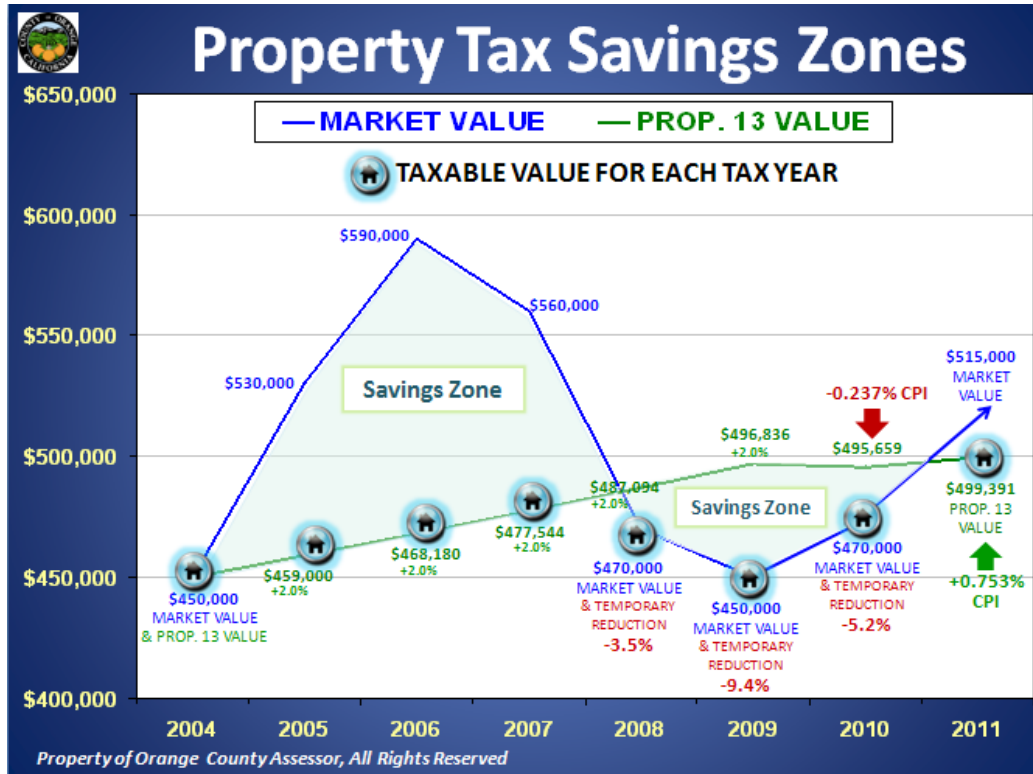 COUNTY OF ORANGE
CALIFORNIA
Property Tax Savings Zones
$650,000
$600,000
$550,000
$500,000
$450,000
$400,000
MARKET VALUE
PROP. 13 VALUE
TAXABLE VALUE FOR EACH TAX YEAR
$590,000
$560,000
$530,000
Savings Zone
$450,000
MARKET VALUE
& PROP. 13 VALUE
$459,000
+2.0%
$468,180
+2.0%
$477,544
+2.0%
$487,094
+2.0%
$470,000
MARKET VALUE
& TEMPORARY
REDUCTION
-3.5%
$496,836
+2.0%
Savings Zone
$450,000
MARKET VALUE
& TEMPORARY
REDUCTION
-9.4%
-0.237% CPI
$495,659
$470,000
MARKET VALUE
& TEMPORARY
REDUCTION
-5.2%
$515,000
MARKET
VALUE
$499,391
PROP. 13
VALUE
+0.753%
CPI
2004
2005
2006
2007
2008
2009
2010
2011
Property of Orange County Assessor, All Rights Reserved